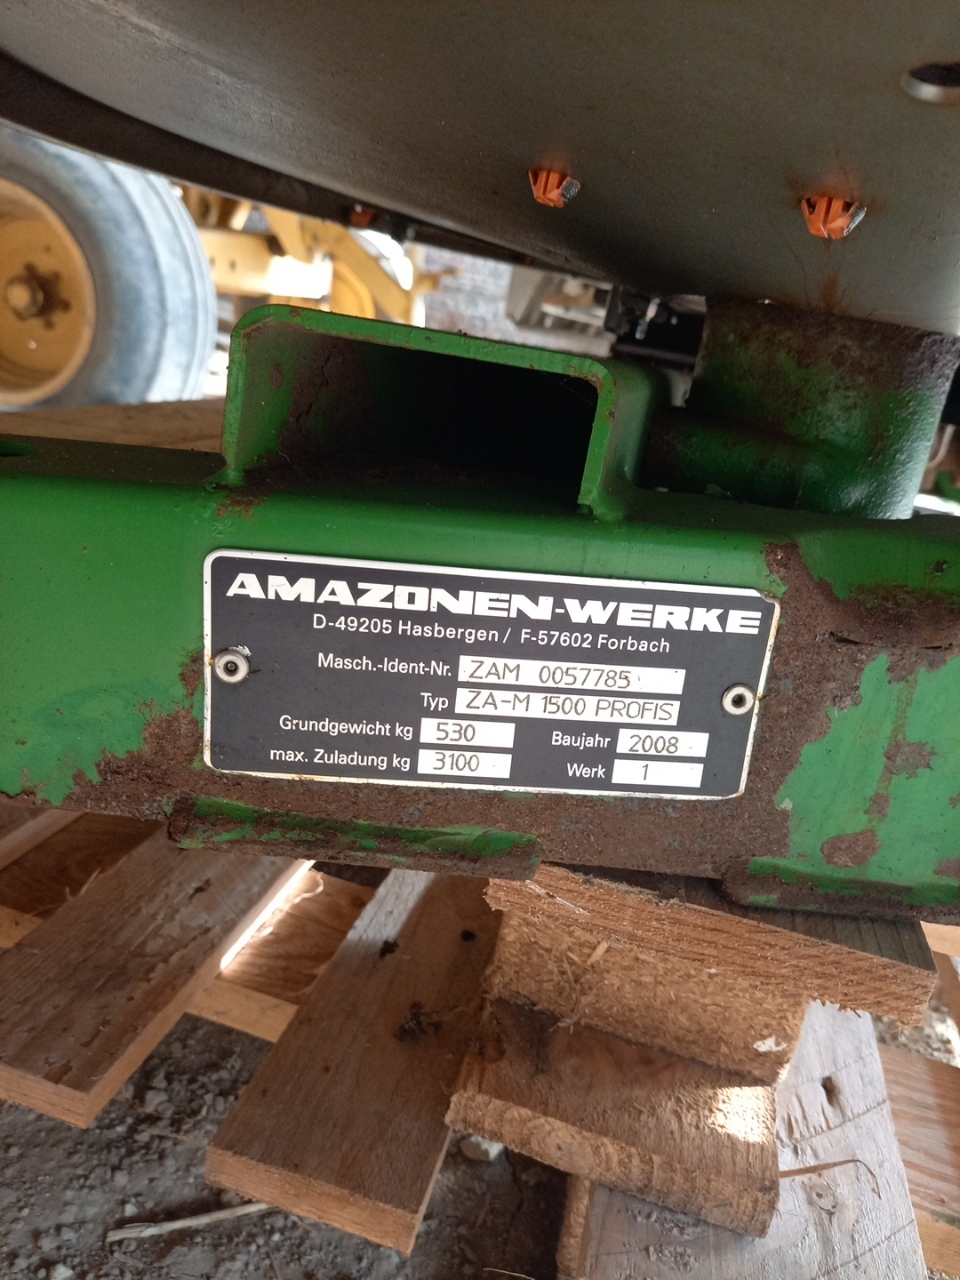 AMAZONEN-WERKE
D-49205 Hasbergen / F-57602 Forbach
Masch.-Ident-Nr. ZAM 0057785
Typ ZA-M 1500 PROFIS
Grundgewicht kg 530 Baujahr 2008
max. Zuladung kg 3100 Werk 1